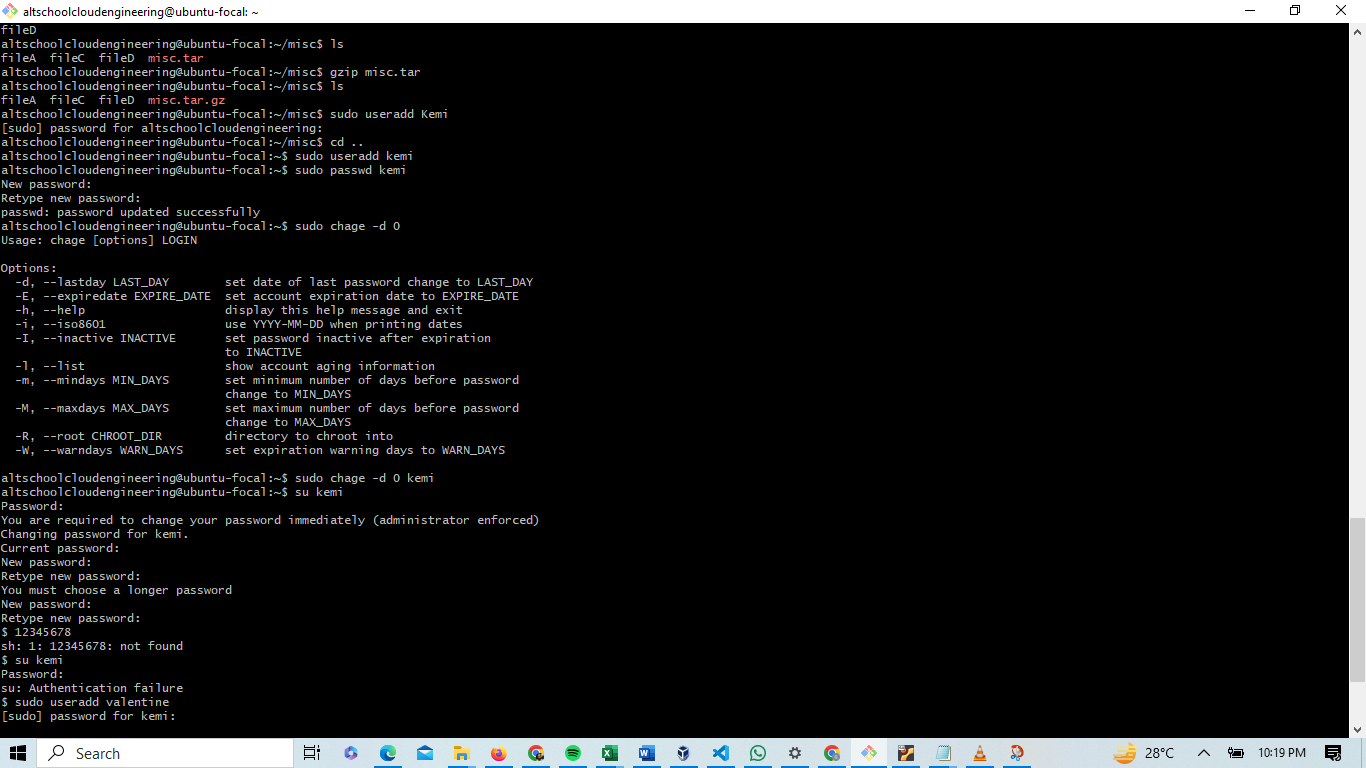 altschoolcloudengineering@ubuntu-focal: ~
fileD
altschoolcloudengineering@ubuntu-focal:~/misc$ ls
fileA  fileC  fileD  misc.tar
altschoolcloudengineering@ubuntu-focal:~/misc$ gzip misc.tar
altschoolcloudengineering@ubuntu-focal:~/misc$ ls
fileA  fileC  fileD  misc.tar.gz
altschoolcloudengineering@ubuntu-focal:~/misc$ sudo useradd Kemi
[sudo] password for altschoolcloudengineering:
altschoolcloudengineering@ubuntu-focal:~/misc$ cd ..
altschoolcloudengineering@ubuntu-focal:~$ sudo useradd kemi
altschoolcloudengineering@ubuntu-focal:~$ sudo passwd kemi
New password:
Retype new password:
passwd: password updated successfully
altschoolcloudengineering@ubuntu-focal:~$ sudo chage -d 0
Usage: chage [options] LOGIN

Options:
  -d, --lastday LAST_DAY        set date of last password change to LAST_DAY
  -E, --expiredate EXPIRE_DATE  set account expiration date to EXPIRE_DATE
  -h, --help                    display this help message and exit
  -i, --iso8601                 use YYYY-MM-DD when printing dates
  -I, --inactive INACTIVE       set password inactive after expiration
                                to INACTIVE
  -l, --list                    show account aging information
  -m, --mindays MIN_DAYS        set minimum number of days before password
                                change to MIN_DAYS
  -M, --maxdays MAX_DAYS        set maximum number of days before password
                                change to MAX_DAYS
  -R, --root CHROOT_DIR         directory to chroot into
  -W, --warndays WARN_DAYS      set expiration warning days to WARN_DAYS

altschoolcloudengineering@ubuntu-focal:~$ sudo chage -d 0 kemi
altschoolcloudengineering@ubuntu-focal:~$ su kemi
Password:
You are required to change your password immediately (administrator enforced)
Changing password for kemi.
Current password:
New password:
Retype new password:
You must choose a longer password
New password:
Retype new password:
$ 12345678
sh: 1: 12345678: not found
$ su kemi
Password:
su: Authentication failure
$ sudo useradd valentine
[sudo] password for kemi:
Search
28°C
10:19 PM